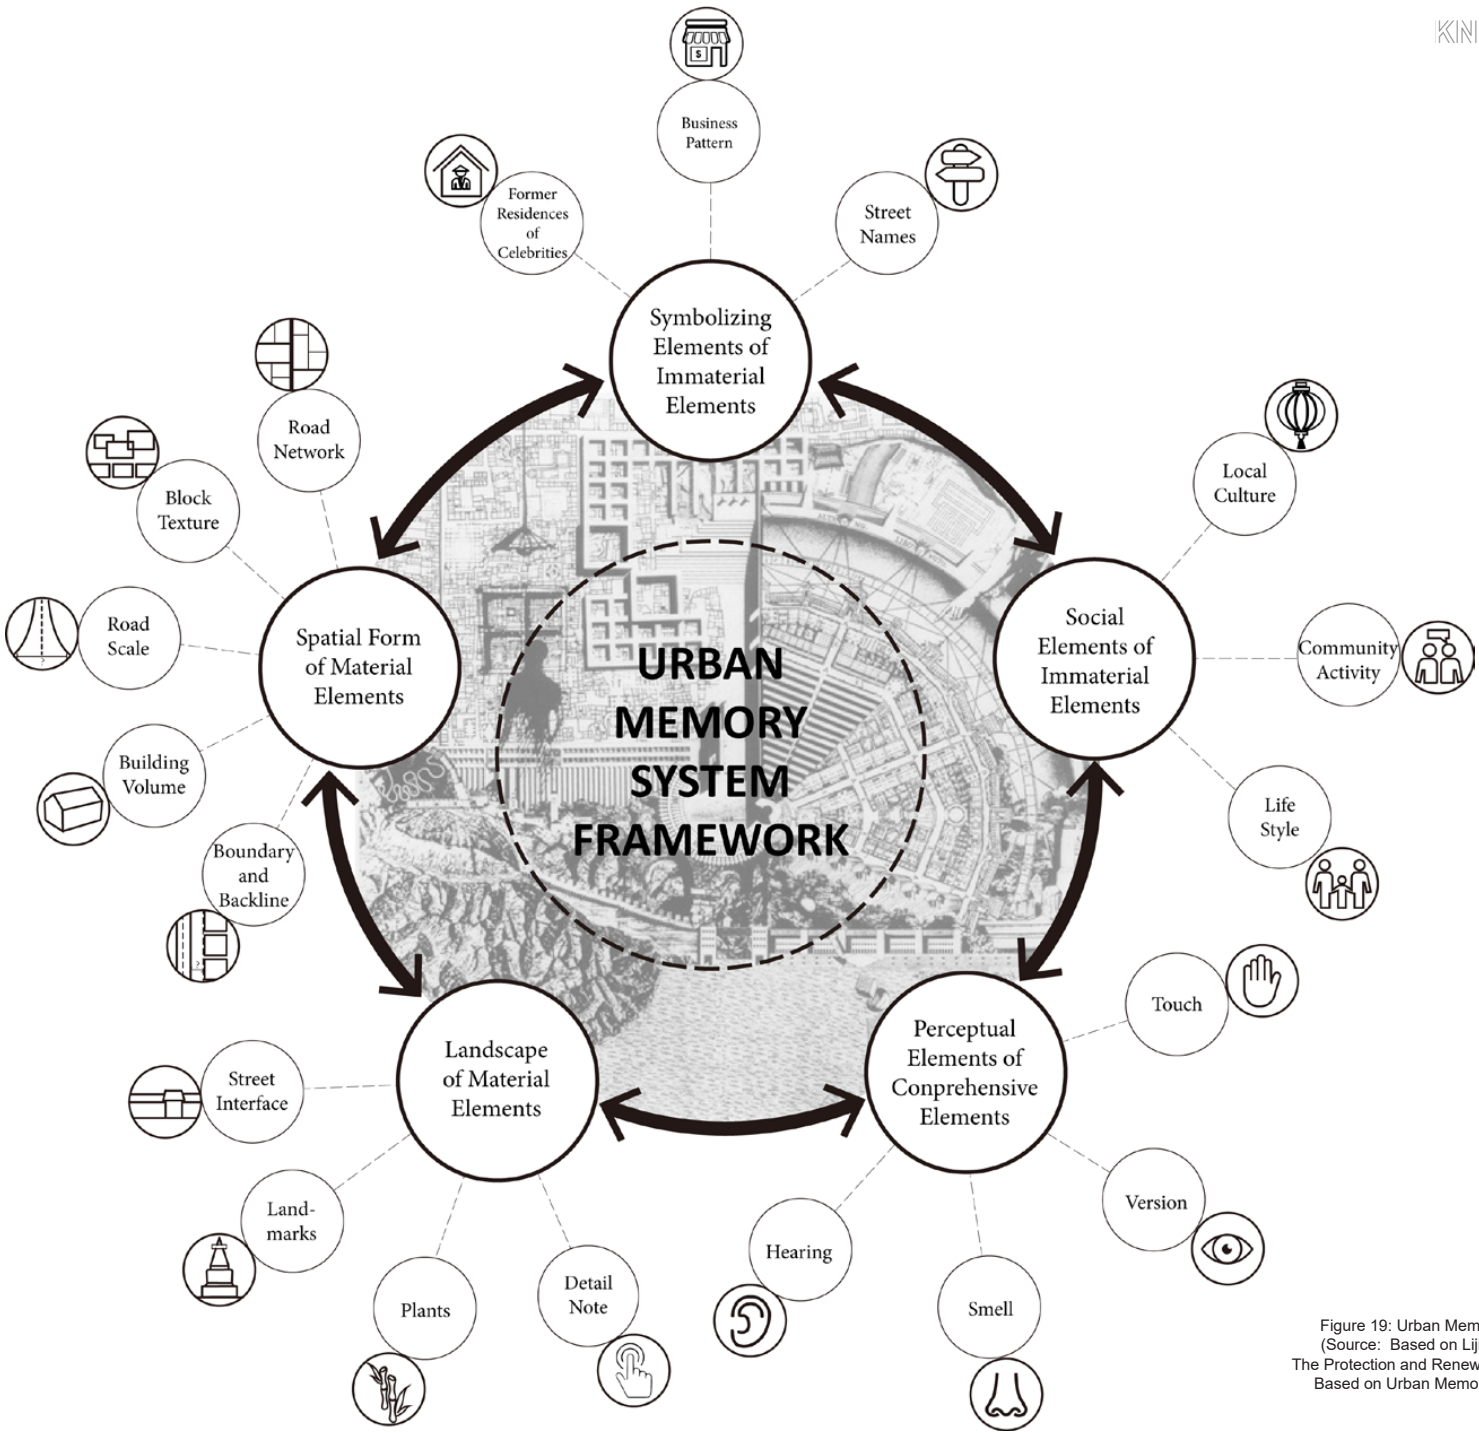 KN
Business
Pattern
Former
Residences
of
Celebrities
Street
Names
Symbolizing
Elements of
Immaterial
Elements
Road
Network
Block
Texture
Road
Scale
Building
Volume
Boundary
and
Backline
Spatial Form
of Material
Elements
Local
Culture
Community
Activity
Life
Style
Social
Elements of
Immaterial
Elements
URBAN
MEMORY
SYSTEM
FRAMEWORK
Landscape
of Material
Elements
Street
Interface
Land-
marks
Plants
Detail
Note
Perceptual
Elements of
Conprehensive
Elements
Touch
Version
Smell
Hearing
Figure 19: Urban Mem
(Source: Based on Lij
The Protection and Renew
Based on Urban Memo